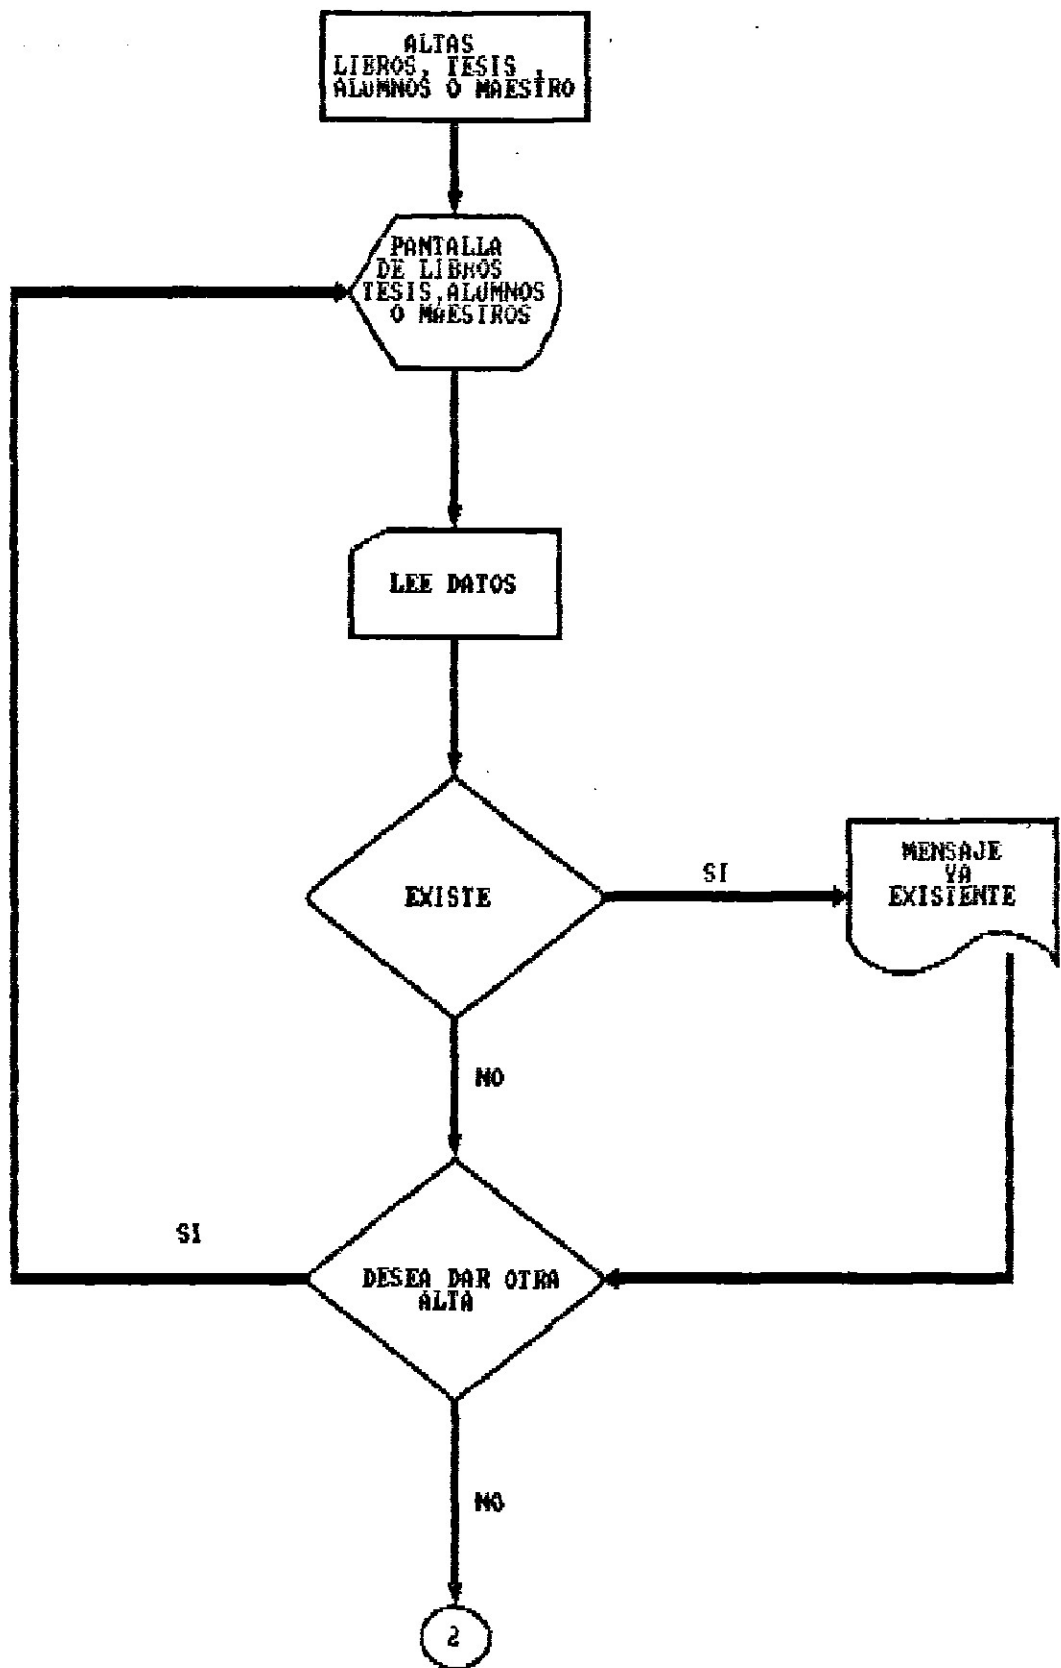 ALTAS
LIBROS, TESIS,
ALUMNOS O MAESTRO
PANTALLA
DE LIBROS
TESIS,ALUMNOS
O MAESTROS
LEE DATOS
EXISTE
SI
MENSAJE
YA
EXISTENTE
NO
SI
DESEA DAR OTRA
ALTA
NO
2